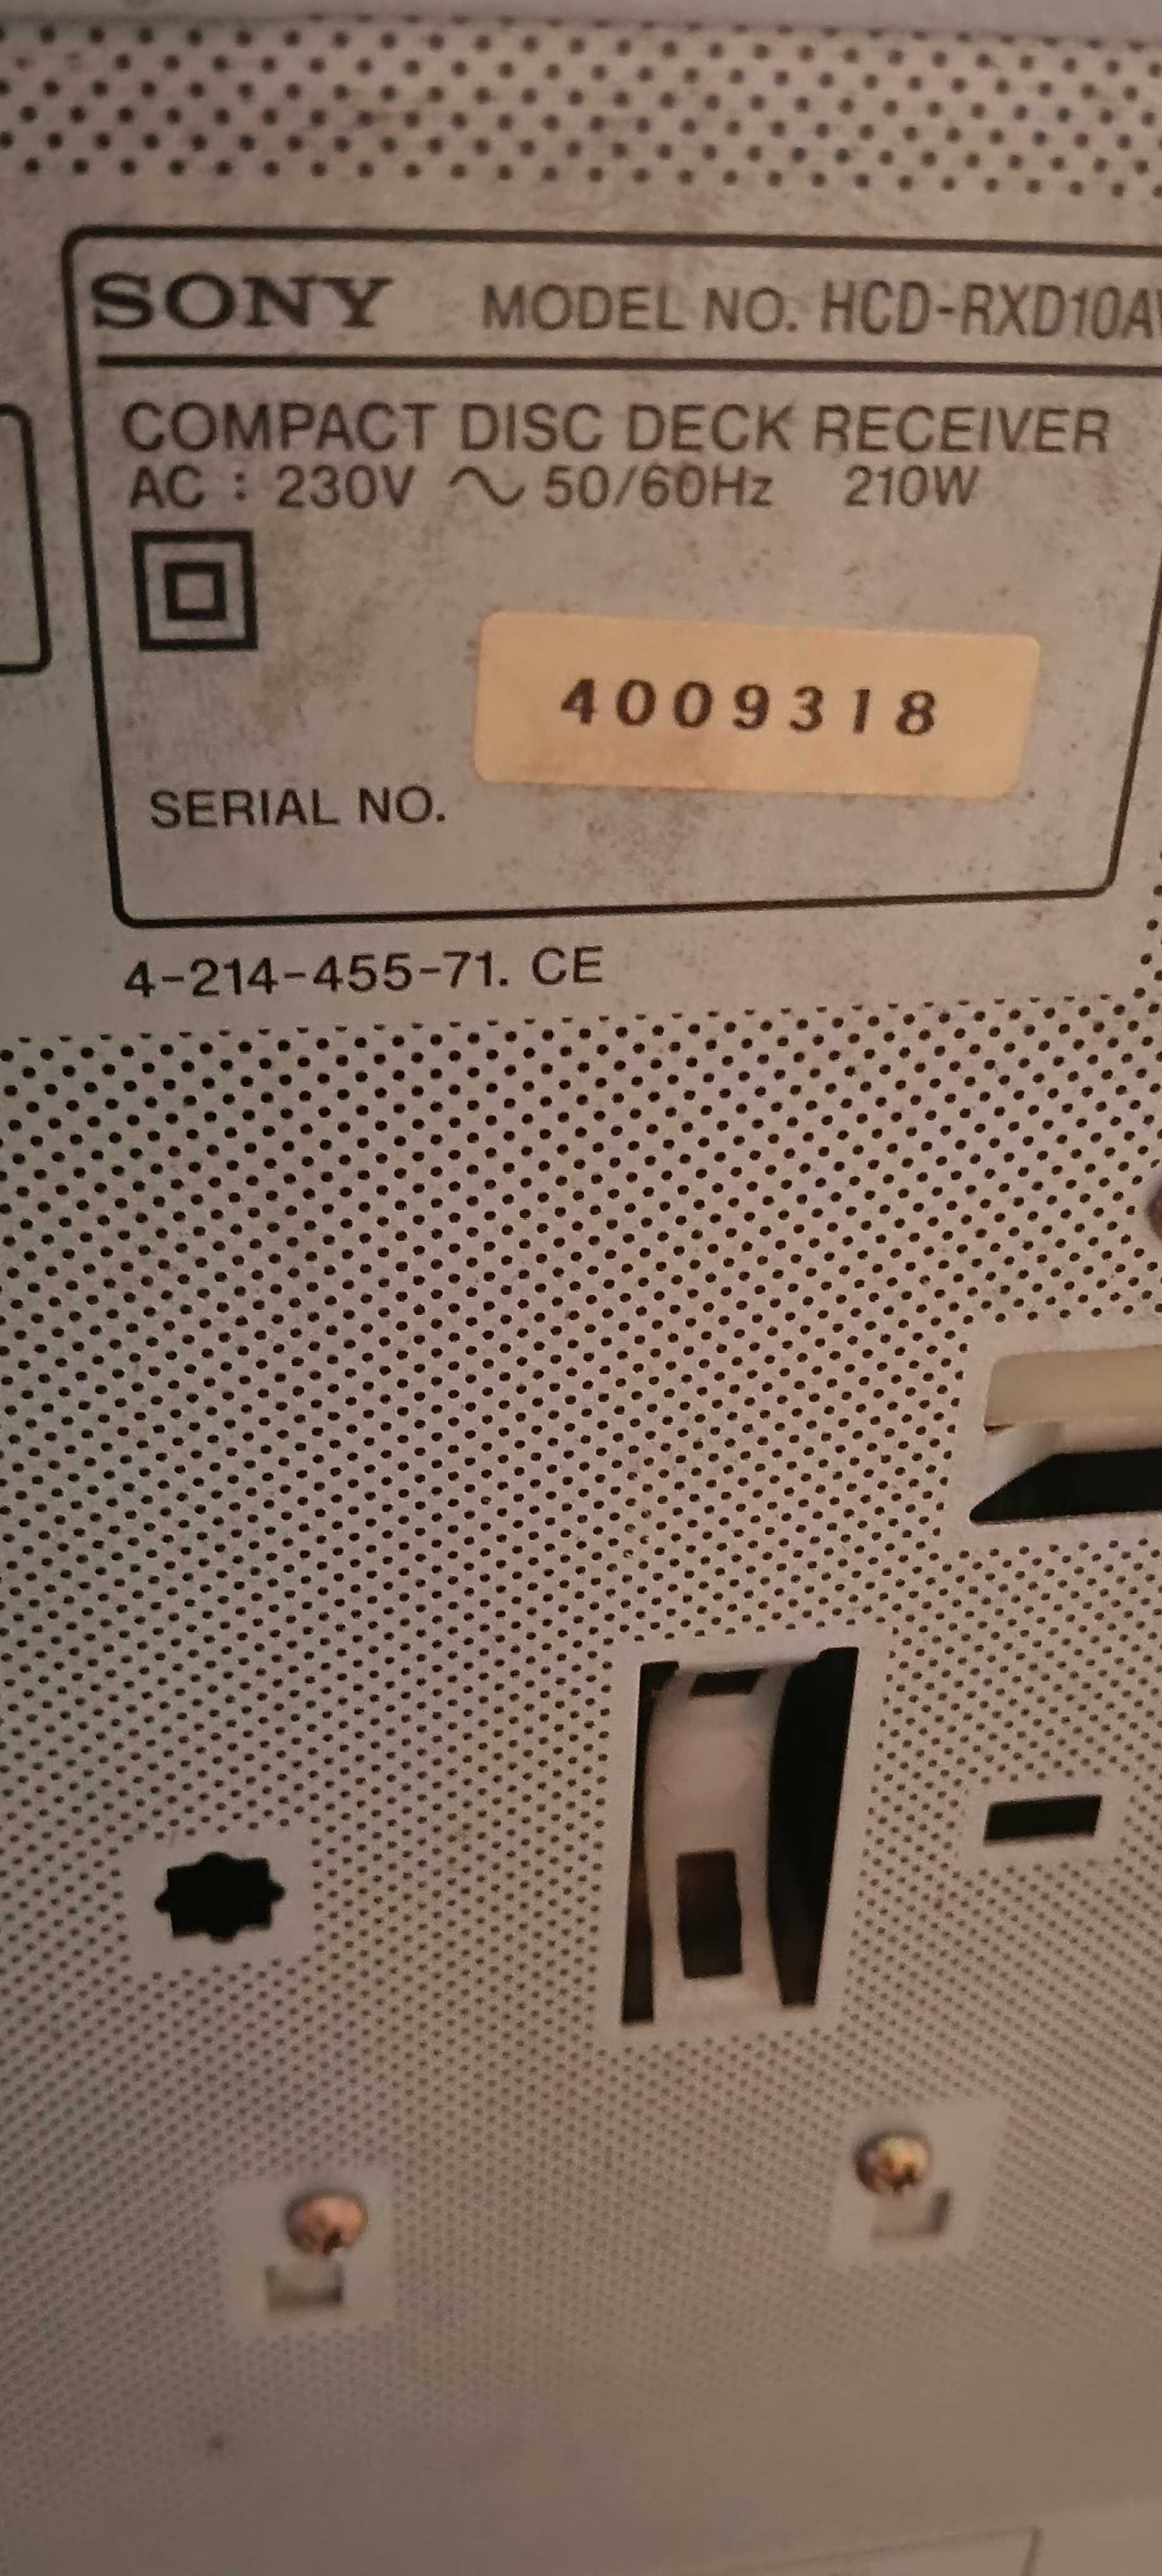 SONY MODEL NO. HCD-RXD10A
COMPACT DISC DECK RECEIVER
AC : 230V ~ 50/60Hz 210W
4009318
SERIAL NO.
4-214-455-71. CE